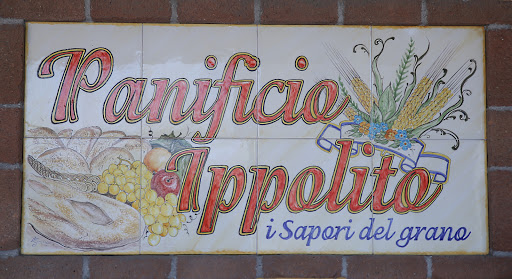 Panificio
Ippolito
i Sapori del grano